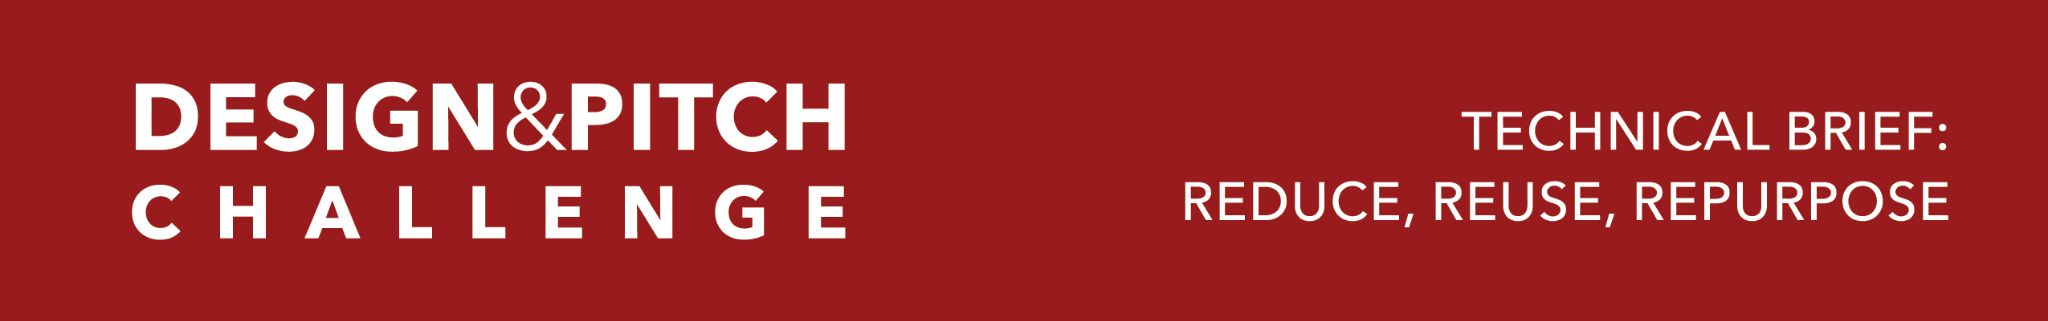 DESIGN&PITCH
CHALLENGE
TECHNICAL BRIEF:
REDUCE, REUSE, REPURPOSE